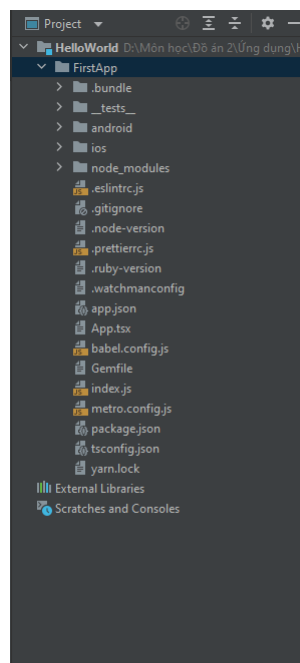 Project
HelloWorld D:\Môn học\Đồ án 2\Ứng dụng\H
FirstApp
.bundle
__tests__
android
ios
node_modules
.eslintrc.js
.gitignore
.node-version
.prettierrc.js
.ruby-version
.watchmanconfig
app.json
App.tsx
babel.config.js
Gemfile
index.js
metro.config.js
package.json
tsconfig.json
yarn.lock
External Libraries
Scratches and Consoles